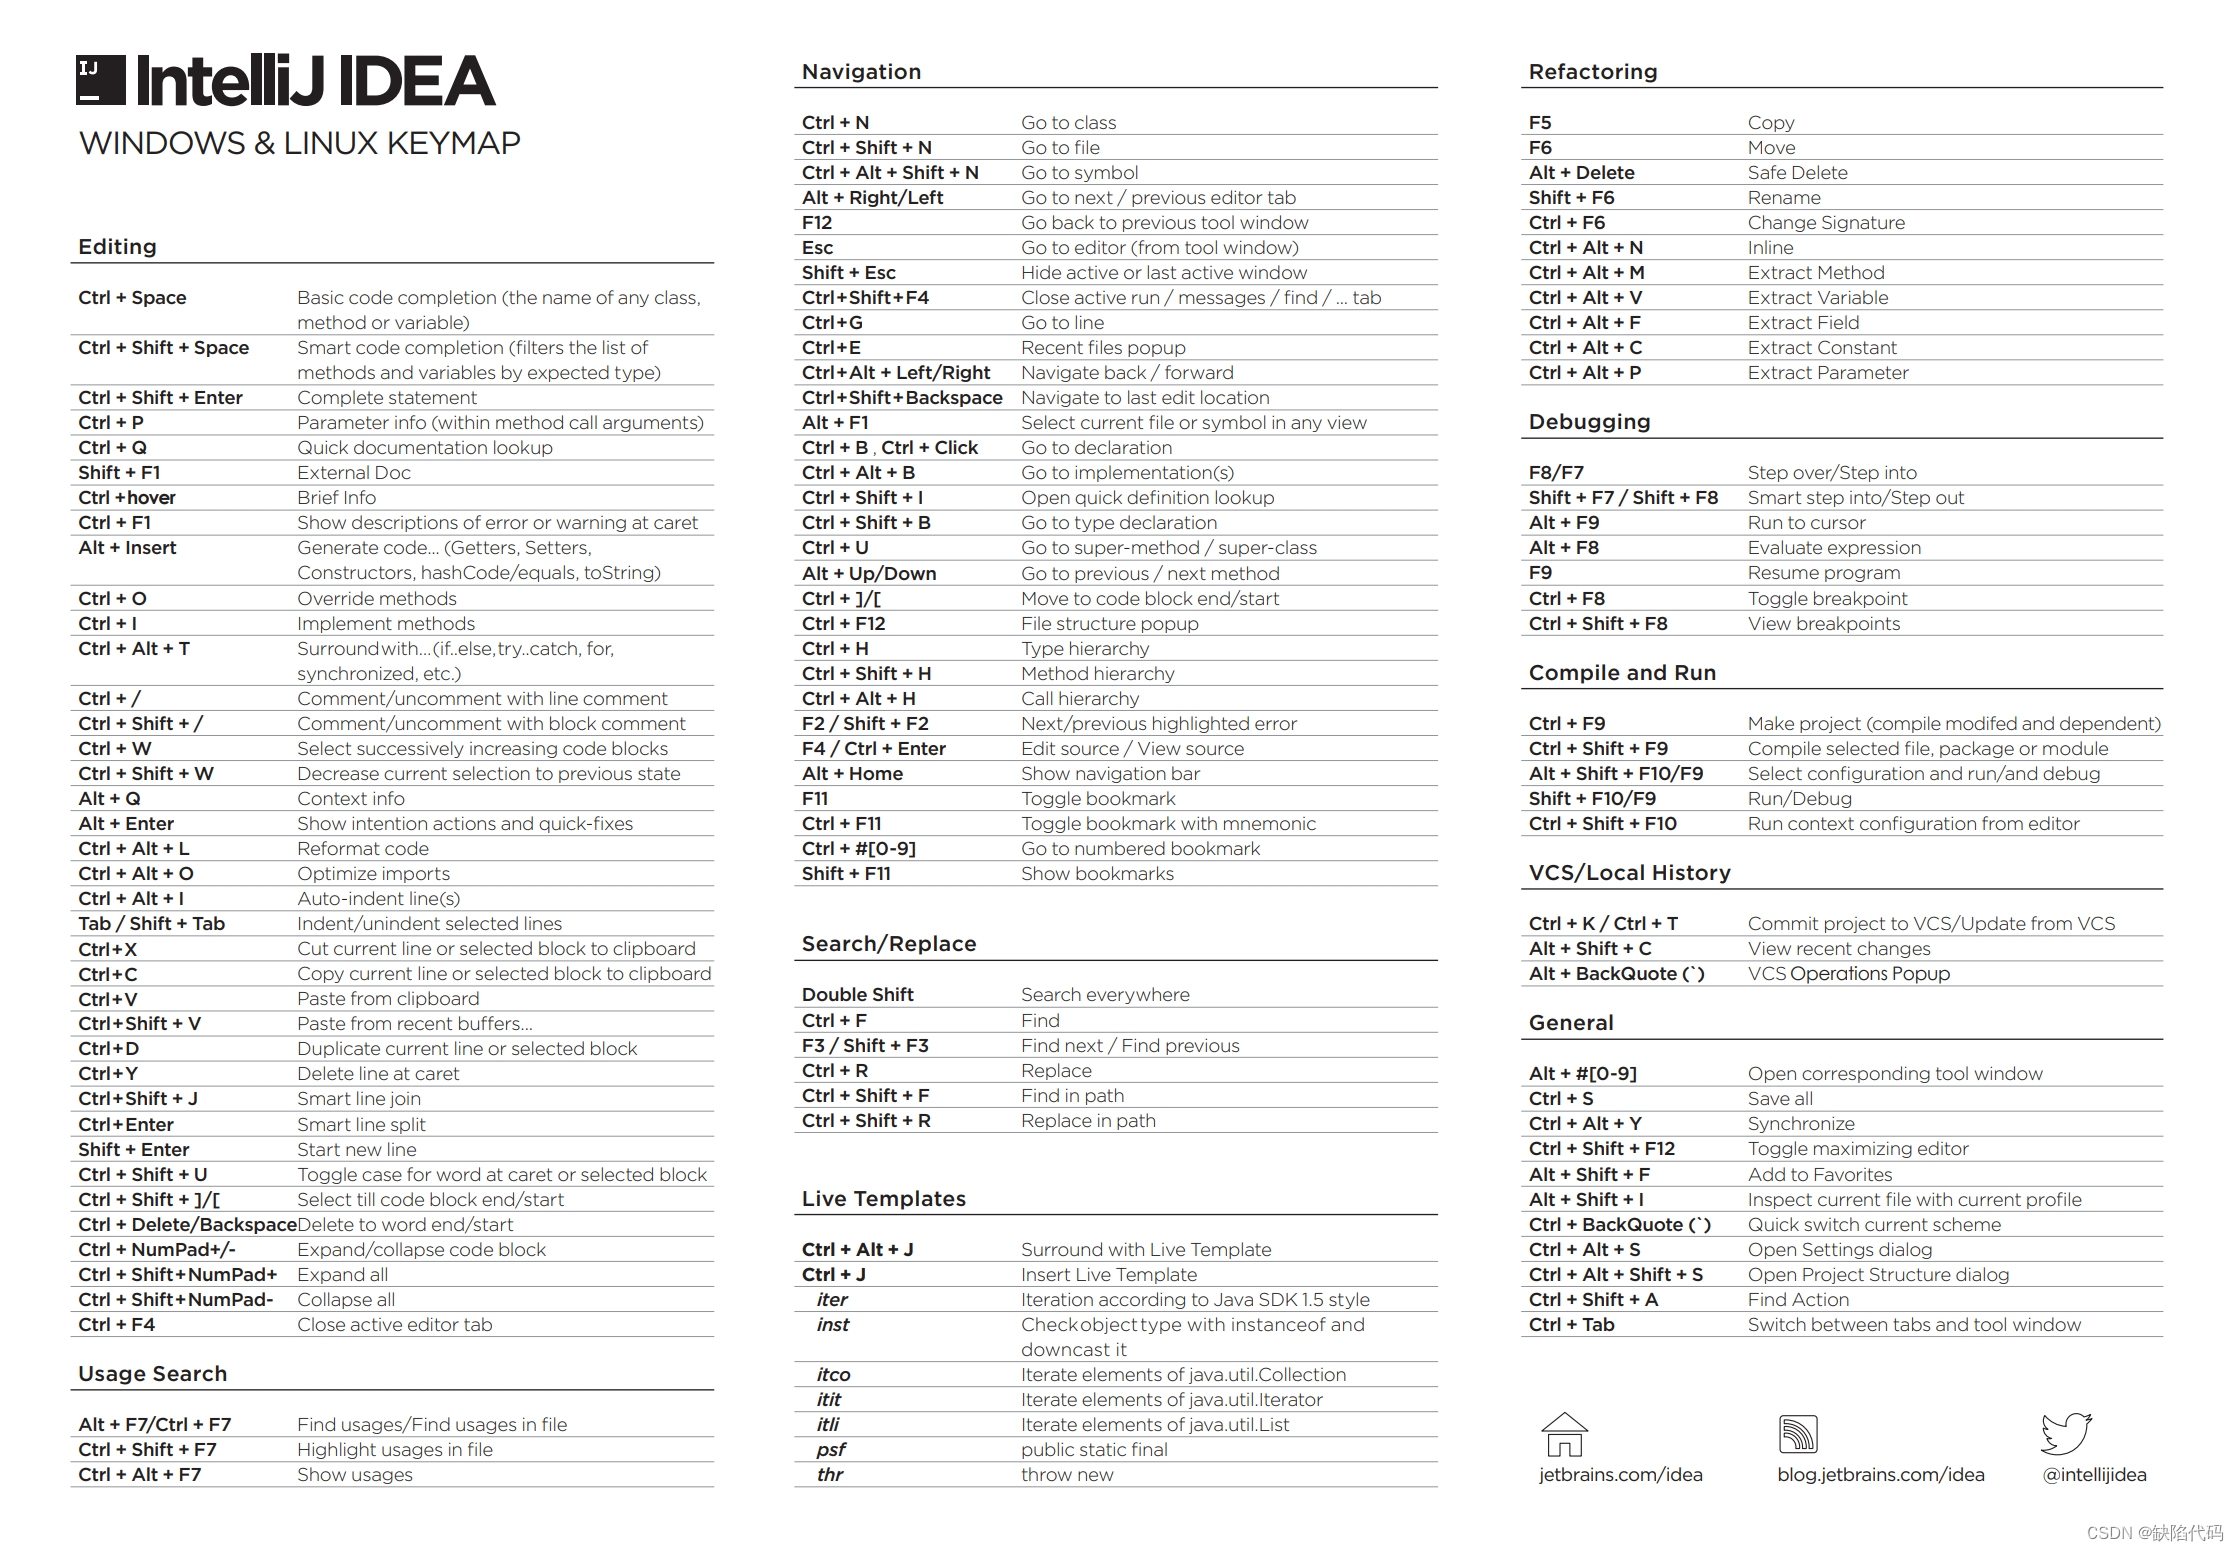 IJ
IntelliJ IDEA
WINDOWS & LINUX KEYMAP
Editing
Ctrl + Space Basic code completion (the name of any class,
method or variable)
Ctrl + Shift + Space Smart code completion (filters the list of
methods and variables by expected type)
Ctrl + Shift + Enter Complete statement
Ctrl + P Parameter info (within method call arguments)
Ctrl + Q Quick documentation lookup
Shift + F1 External Doc
Ctrl +hover Brief Info
Ctrl + F1 Show descriptions of error or warning at caret
Alt + Insert Generate code... (Getters, Setters,
Constructors, hashCode/equals, toString)
Ctrl + O Override methods
Ctrl + I Implement methods
Ctrl + Alt + T Surround with...(if..else,try..catch, for,
synchronized, etc.)
Ctrl + / Comment/uncomment with line comment
Ctrl + Shift + / Comment/uncomment with block comment
Ctrl + W Select successively increasing code blocks
Ctrl + Shift + W Decrease current selection to previous state
Alt + Q Context info
Alt + Enter Show intention actions and quick-fixes
Ctrl + Alt + L Reformat code
Ctrl + Alt + O Optimize imports
Ctrl + Alt + I Auto-indent line(s)
Tab / Shift + Tab Indent/unindent selected lines
Ctrl+X Cut current line or selected block to clipboard
Ctrl+C Copy current line or selected block to clipboard
Ctrl+V Paste from clipboard
Ctrl+Shift + V Paste from recent buffers...
Ctrl+D Duplicate current line or selected block
Ctrl+Y Delete line at caret
Ctrl+Shift + J Smart line join
Ctrl+Enter Smart line split
Shift + Enter Start new line
Ctrl + Shift + U Toggle case for word at caret or selected block
Ctrl + Shift + ]/[ Select till code block end/start
Ctrl + Delete/Backspace Delete to word end/start
Ctrl + NumPad+/- Expand/collapse code block
Ctrl + Shift+NumPad+ Expand all
Ctrl + Shift+NumPad- Collapse all
Ctrl + F4 Close active editor tab
Usage Search
Alt + F7/Ctrl + F7 Find usages/Find usages in file
Ctrl + Shift + F7 Highlight usages in file
Ctrl + Alt + F7 Show usages
Navigation
Ctrl + N Go to class
Ctrl + Shift + N Go to file
Ctrl + Alt + Shift + N Go to symbol
Alt + Right/Left Go to next / previous editor tab
F12 Go back to previous tool window
Esc Go to editor (from tool window)
Shift + Esc Hide active or last active window
Ctrl+Shift+F4 Close active run / messages / find / ... tab
Ctrl+G Go to line
Ctrl+E Recent files popup
Ctrl+Alt + Left/Right Navigate back / forward
Ctrl+Shift+Backspace Navigate to last edit location
Alt + F1 Select current file or symbol in any view
Ctrl + B , Ctrl + Click Go to declaration
Ctrl + Alt + B Go to implementation(s)
Ctrl + Shift + I Open quick definition lookup
Ctrl + Shift + B Go to type declaration
Ctrl + U Go to super-method / super-class
Alt + Up/Down Go to previous / next method
Ctrl + ]/[ Move to code block end/start
Ctrl + F12 File structure popup
Ctrl + H Type hierarchy
Ctrl + Shift + H Method hierarchy
Ctrl + Alt + H Call hierarchy
F2 / Shift + F2 Next/previous highlighted error
F4 / Ctrl + Enter Edit source / View source
Alt + Home Show navigation bar
F11 Toggle bookmark
Ctrl + F11 Toggle bookmark with mnemonic
Ctrl + #[0-9] Go to numbered bookmark
Shift + F11 Show bookmarks
Search/Replace
Double Shift Search everywhere
Ctrl + F Find
F3 / Shift + F3 Find next / Find previous
Ctrl + R Replace
Ctrl + Shift + F Find in path
Ctrl + Shift + R Replace in path
Live Templates
Ctrl + Alt + J Surround with Live Template
Ctrl + J Insert Live Template
iter Iteration according to Java SDK 1.5 style
inst Check object type with instanceof and
downcast it
itco Iterate elements of java.util.Collection
itit Iterate elements of java.util.Iterator
itli Iterate elements of java.util.List
psf public static final
thr throw new
Refactoring
F5 Copy
F6 Move
Alt + Delete Safe Delete
Shift + F6 Rename
Ctrl + F6 Change Signature
Ctrl + Alt + N Inline
Ctrl + Alt + M Extract Method
Ctrl + Alt + V Extract Variable
Ctrl + Alt + F Extract Field
Ctrl + Alt + C Extract Constant
Ctrl + Alt + P Extract Parameter
Debugging
F8/F7 Step over/Step into
Shift + F7 / Shift + F8 Smart step into/Step out
Alt + F9 Run to cursor
Alt + F8 Evaluate expression
F9 Resume program
Ctrl + F8 Toggle breakpoint
Ctrl + Shift + F8 View breakpoints
Compile and Run
Ctrl + F9 Make project (compile modifed and dependent)
Ctrl + Shift + F9 Compile selected file, package or module
Alt + Shift + F10/F9 Select configuration and run/and debug
Shift + F10/F9 Run/Debug
Ctrl + Shift + F10 Run context configuration from editor
VCS/Local History
Ctrl + K / Ctrl + T Commit project to VCS/Update from VCS
Alt + Shift + C View recent changes
Alt + BackQuote (`) VCS Operations Popup
General
Alt + #[0-9] Open corresponding tool window
Ctrl + S Save all
Ctrl + Alt + Y Synchronize
Ctrl + Shift + F12 Toggle maximizing editor
Alt + Shift + F Add to Favorites
Alt + Shift + I Inspect current file with current profile
Ctrl + BackQuote (`) Quick switch current scheme
Ctrl + Alt + S Open Settings dialog
Ctrl + Alt + Shift + S Open Project Structure dialog
Ctrl + Shift + A Find Action
Ctrl + Tab Switch between tabs and tool window
jetbrains.com/idea blog.jetbrains.com/idea @intellijidea
CSDN @缺陷代码